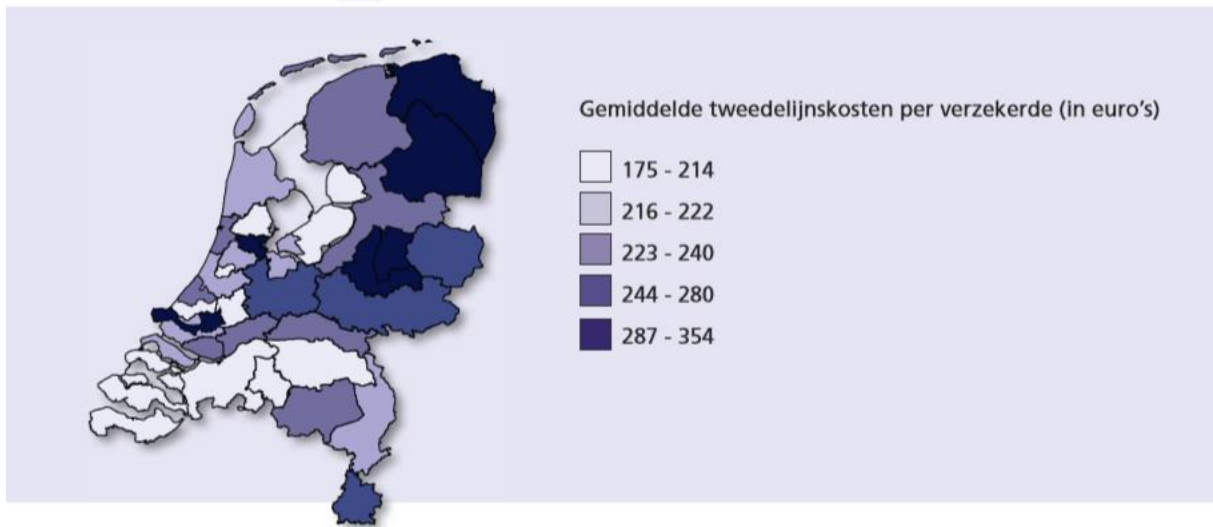 Gemiddelde tweedelijnskosten per verzekerde (in euro's)
175 - 214
216 - 222
223 - 240
244 - 280
287 - 354